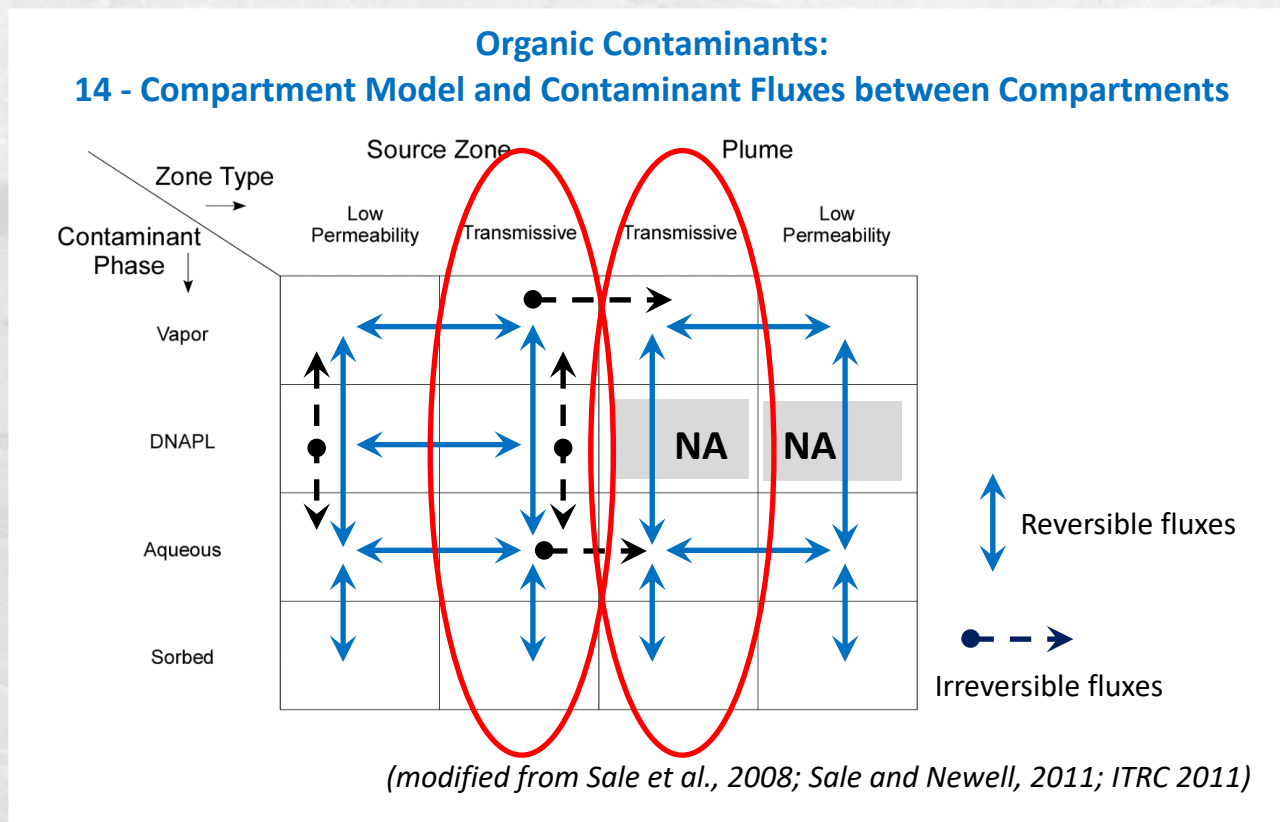 Organic Contaminants:
14 - Compartment Model and Contaminant Fluxes between Compartments
Source Zone
Plume
Zone Type
Low
Permeability
Transmissive
Transmissive
Low
Permeability
Contaminant
Phase
Vapor
DNAPL
NA
NA
Aqueous
Sorbed
Reversible fluxes
Irreversible fluxes
(modified from Sale et al., 2008; Sale and Newell, 2011; ITRC 2011)